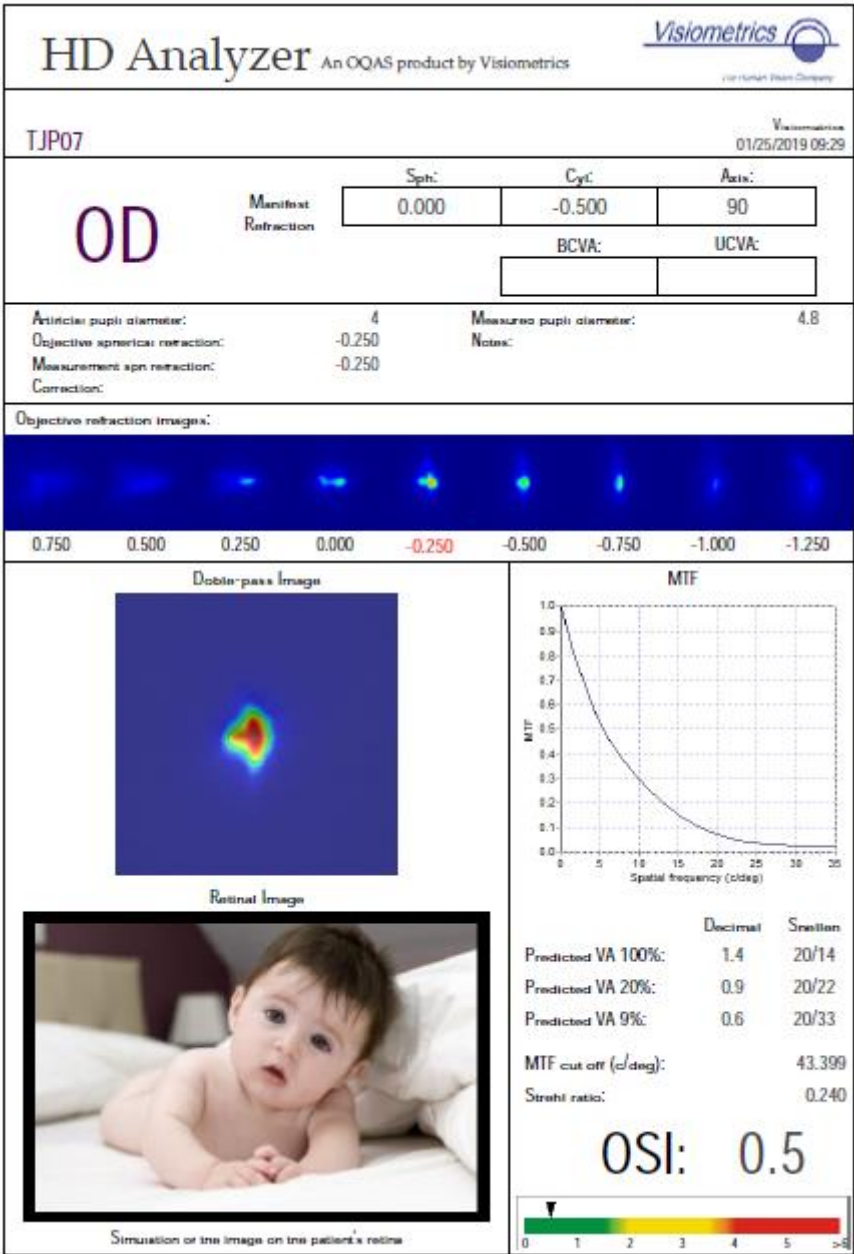 HD Analyzer An OQAS product by Visiometrics
Visiometrics
The Human Vision Company
TJP07
Visiometrics
01/25/2019 09:29
OD
Manifest Refraction
Sph: Cyl: Axis:
0.000 -0.500 90
BCVA: UCVA:
Artificial pupil diameter: 4 Measured pupil diameter: 4.8
Objective spherical refraction: -0.250 Notes:
Measurement sph refraction: -0.250
Correction:
Objective refraction images:
0.750 0.500 0.250 0.000 -0.250 -0.500 -0.750 -1.000 -1.250
Doble-pass Image
Retinal Image
Simulation of the image on the patient's retina
MTF
1.0
0.9
0.8
0.7
0.6
0.5
0.4
0.3
0.2
0.1
0.0
MTF
0 5 10 15 20 25 30 35
Spatial frequency (c/deg)
Decimal Snellen
Predicted VA 100%: 1.4 20/14
Predicted VA 20%: 0.9 20/22
Predicted VA 9%: 0.6 20/33
MTF cut off (c/deg): 43.399
Strehl ratio: 0.240
OSI: 0.5
0 1 2 3 4 5 >6